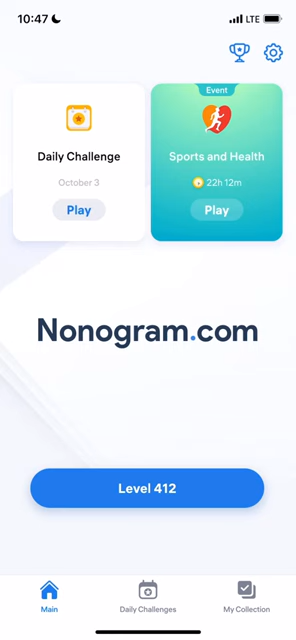 10:47
LTE
Event
Daily Challenge
Sports and Health
October 3
22h 12m
Play
Play
Nonogram.com
Level 412
Main
Daily Challenges
My Collection